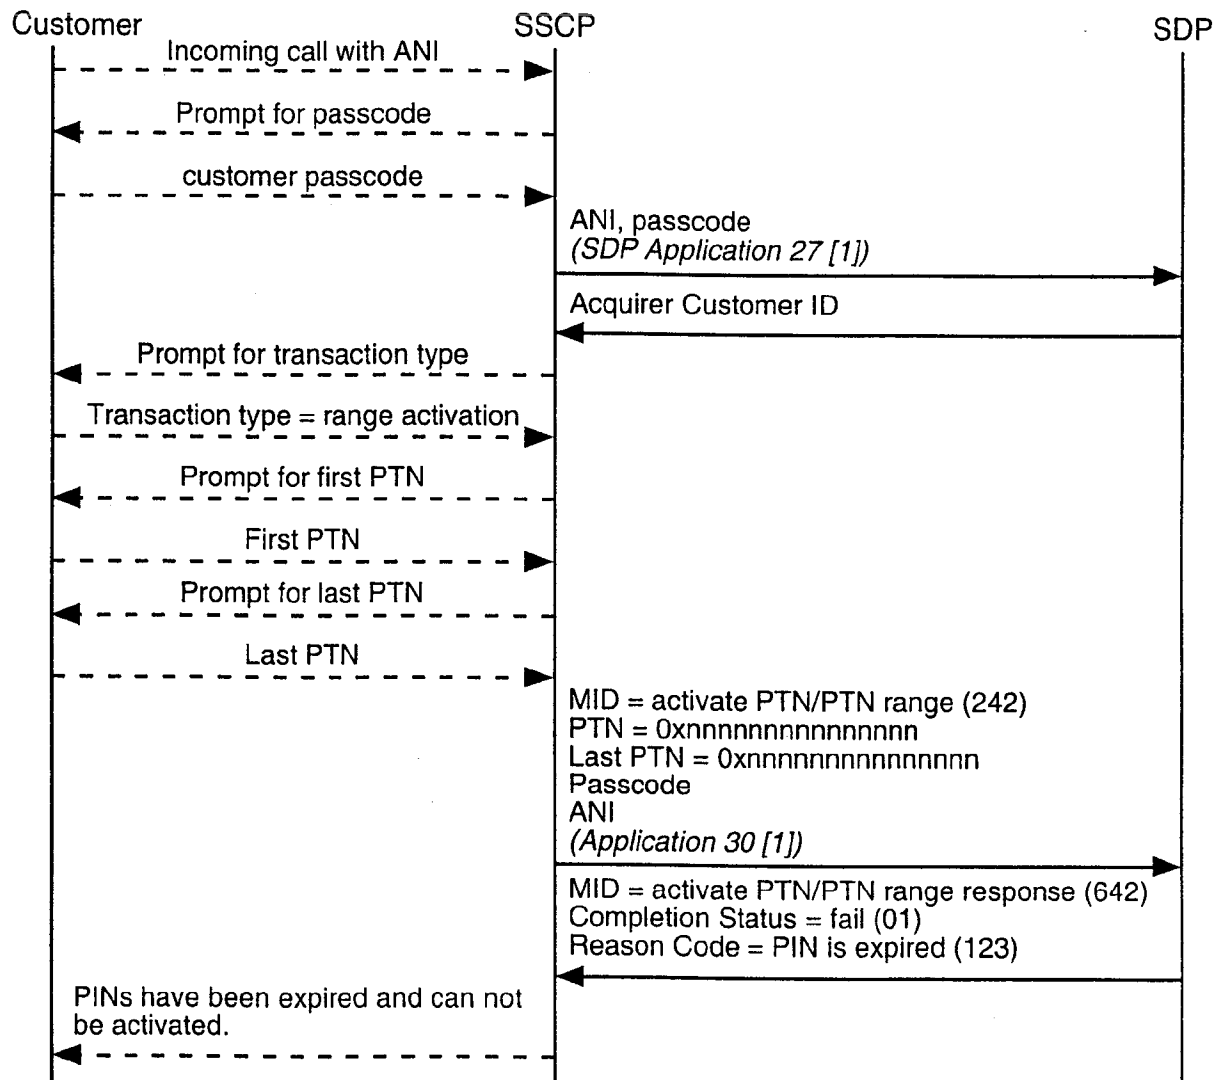 Customer
SSCP
SDP
Incoming call with ANI
Prompt for passcode
customer passcode
ANI, passcode
(SDP Application 27 [1])
Acquirer Customer ID
Prompt for transaction type
Transaction type = range activation
Prompt for first PTN
First PTN
Prompt for last PTN
Last PTN
MID = activate PTN/PTN range (242)
PTN = 0xnnnnnnnnnnnnnnnn
Last PTN = 0xnnnnnnnnnnnnnnnn
Passcode
ANI
(Application 30 [1])
MID = activate PTN/PTN range response (642)
Completion Status = fail (01)
Reason Code = PIN is expired (123)
PINs have been expired and can not
be activated.